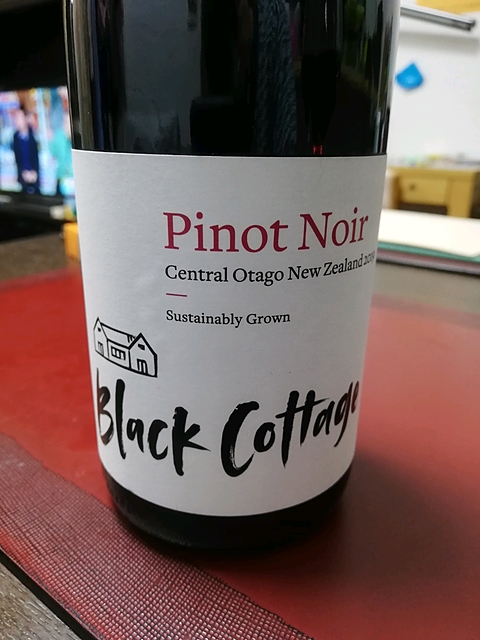 Pinot Noir
Central Otago New Zealand
Sustainably Grown
Black Cottage